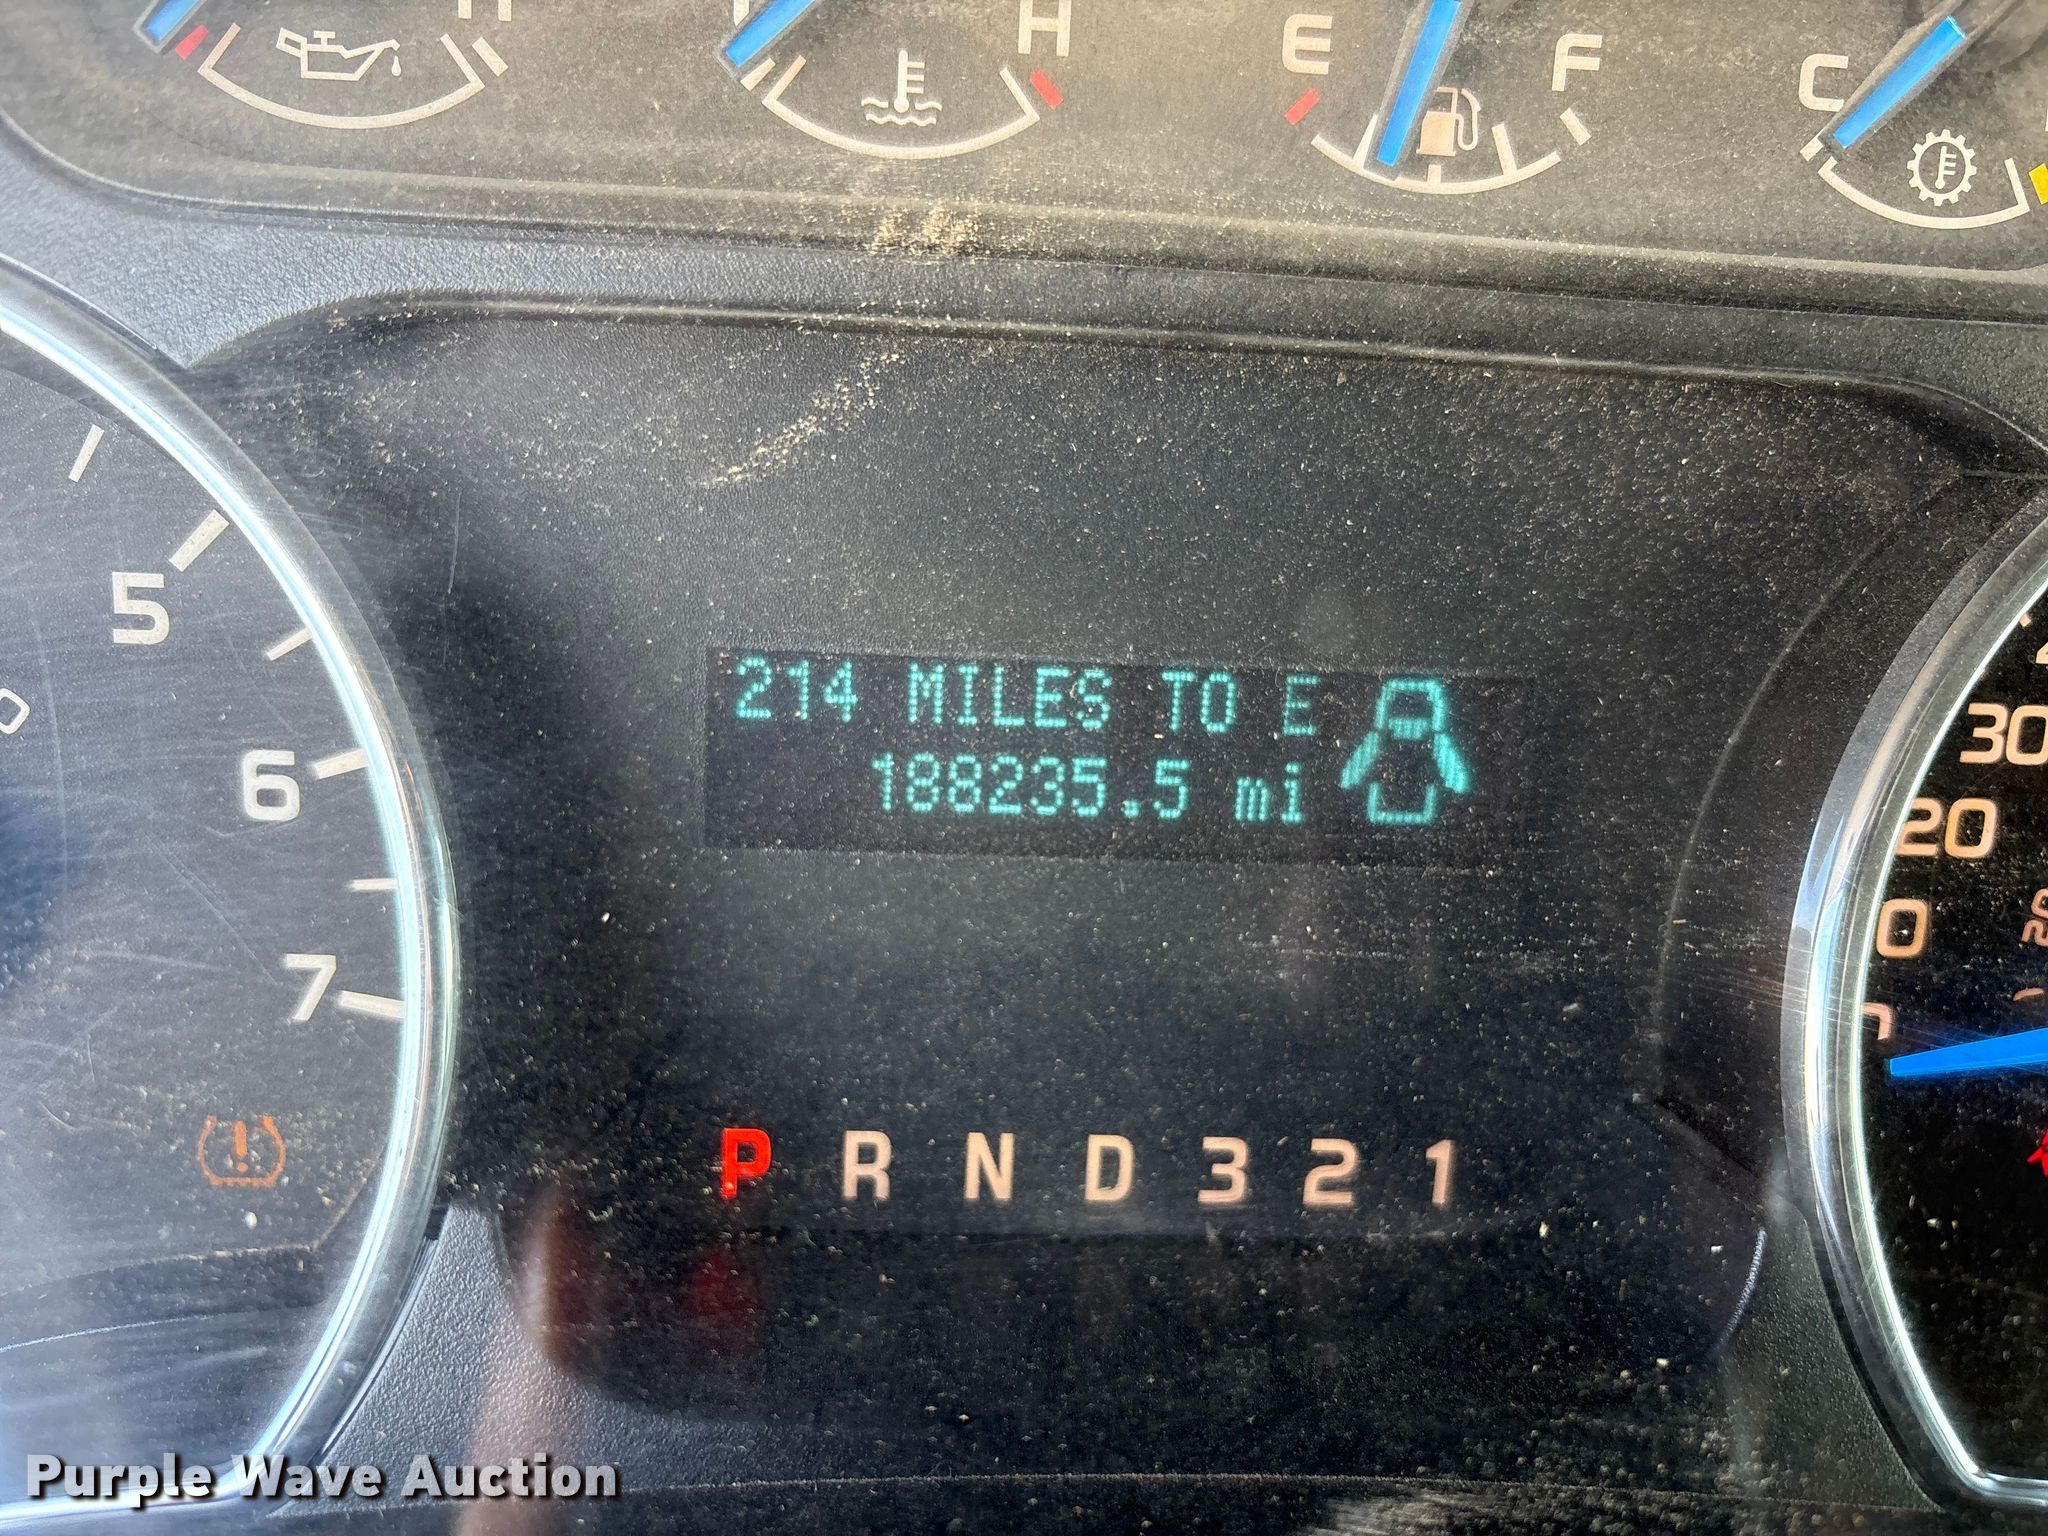 H
E
F
C
5
6
7
30
20
214 MILES TO E
188235.5 mi
P R N D 3 2 1
Purple Wave Auction